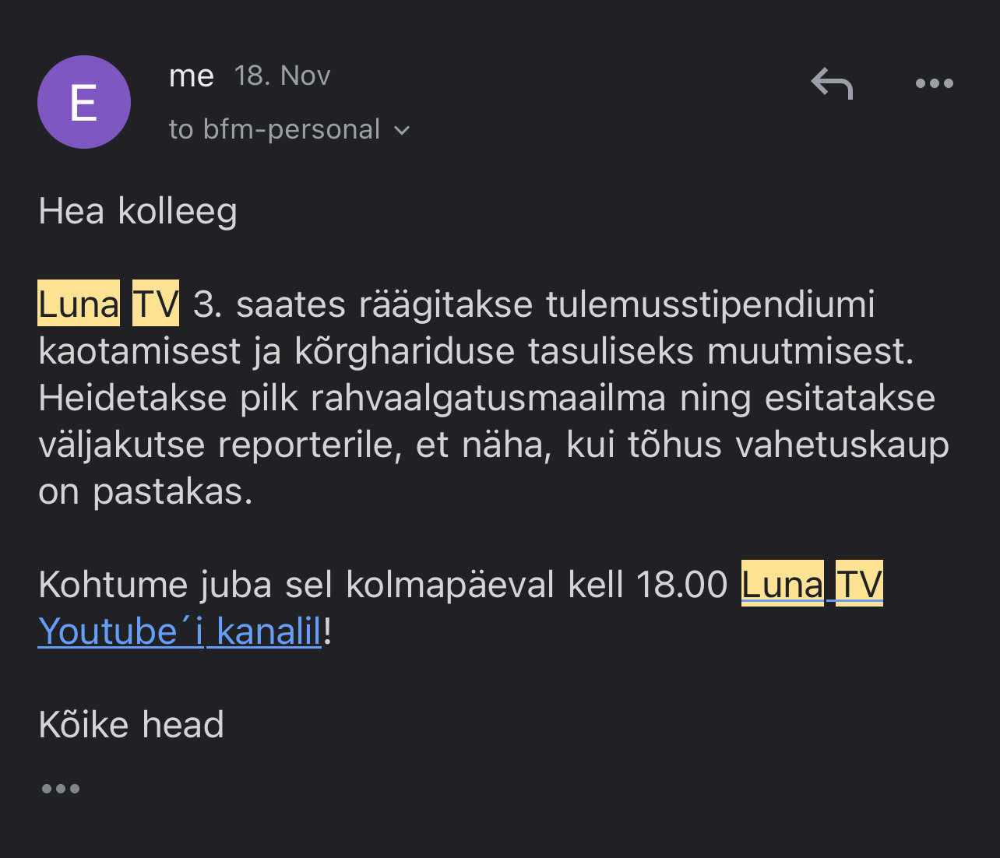 E
me 18. Nov
to bfm-personal
Hea kolleeg
Luna TV 3. saates räägitakse tulemusstipendiumi
kaotamisest ja kõrghariduse tasuliseks muutmisest.
Heidetakse pilk rahvaalgatusmaailma ning esitatakse
väljakutse reporterile, et näha, kui tõhus vahetuskaup
on pastakas.
Kohtume juba sel kolmapäeval kell 18.00 Luna TV
Youtube´i kanalil!
Kõike head